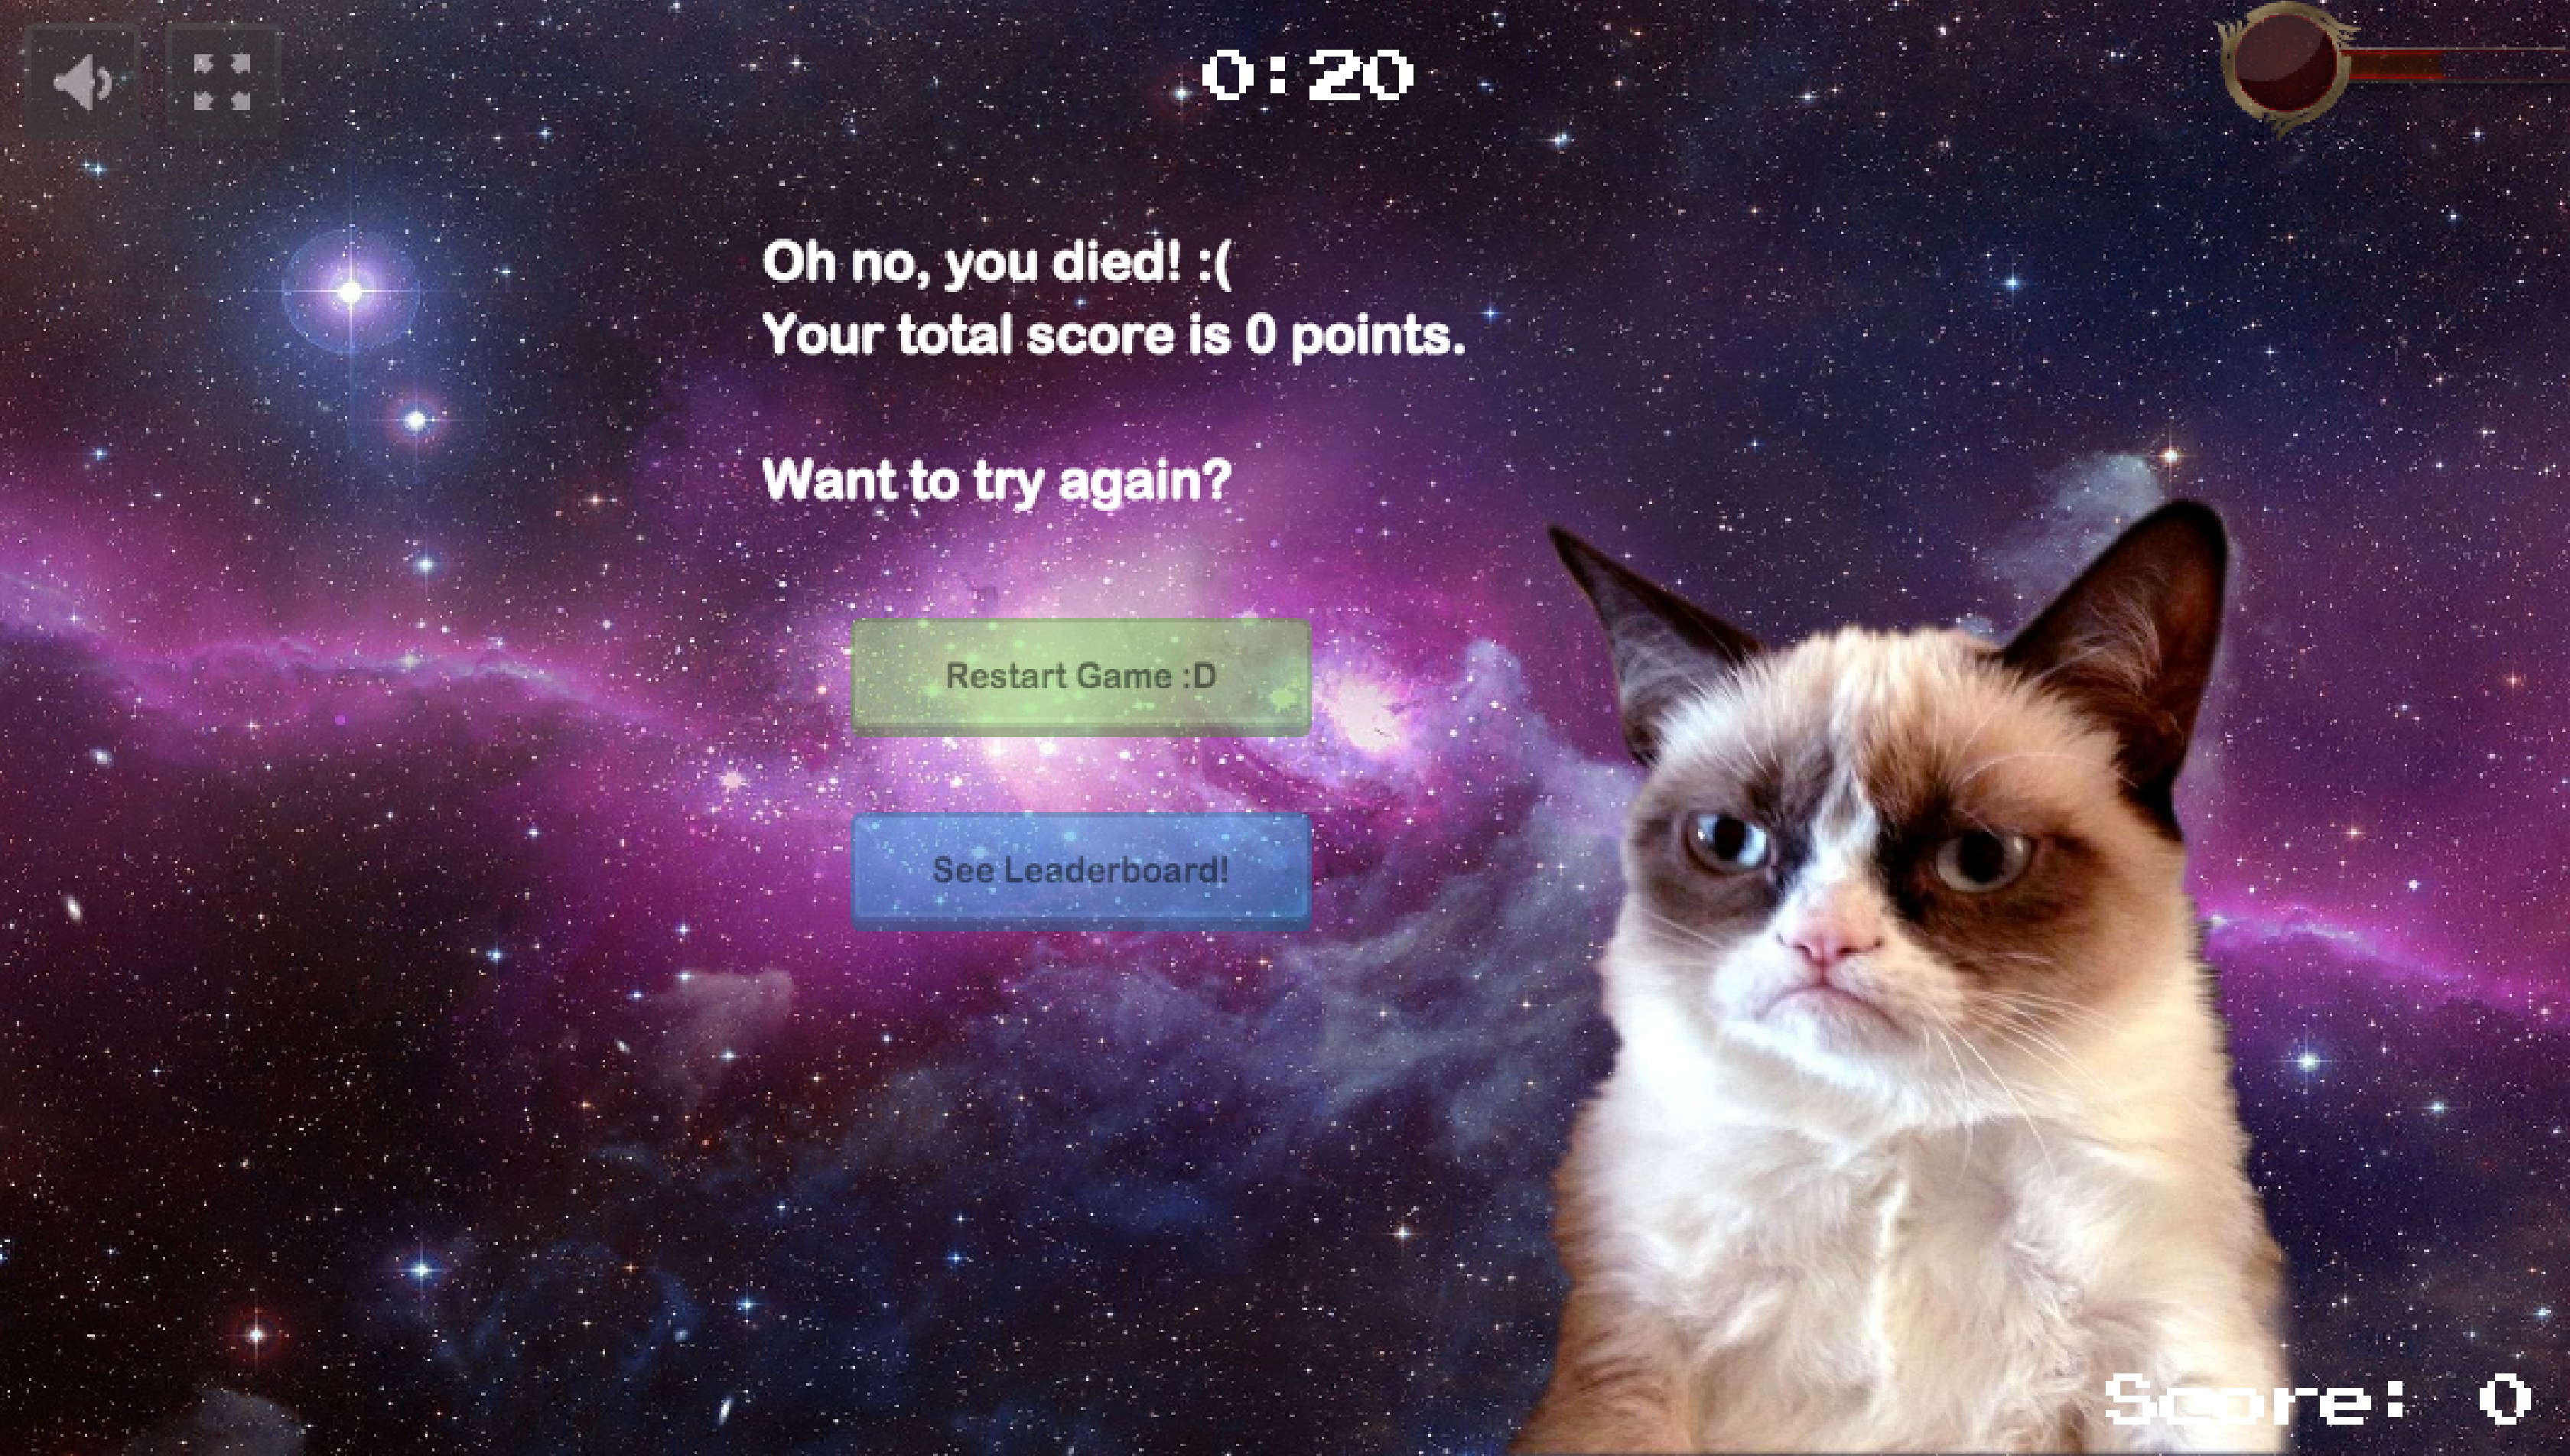 0:20
Oh no, you died! :(
Your total score is 0 points.
Want to try again?
Restart Game :D
See Leaderboard!
Score: 0